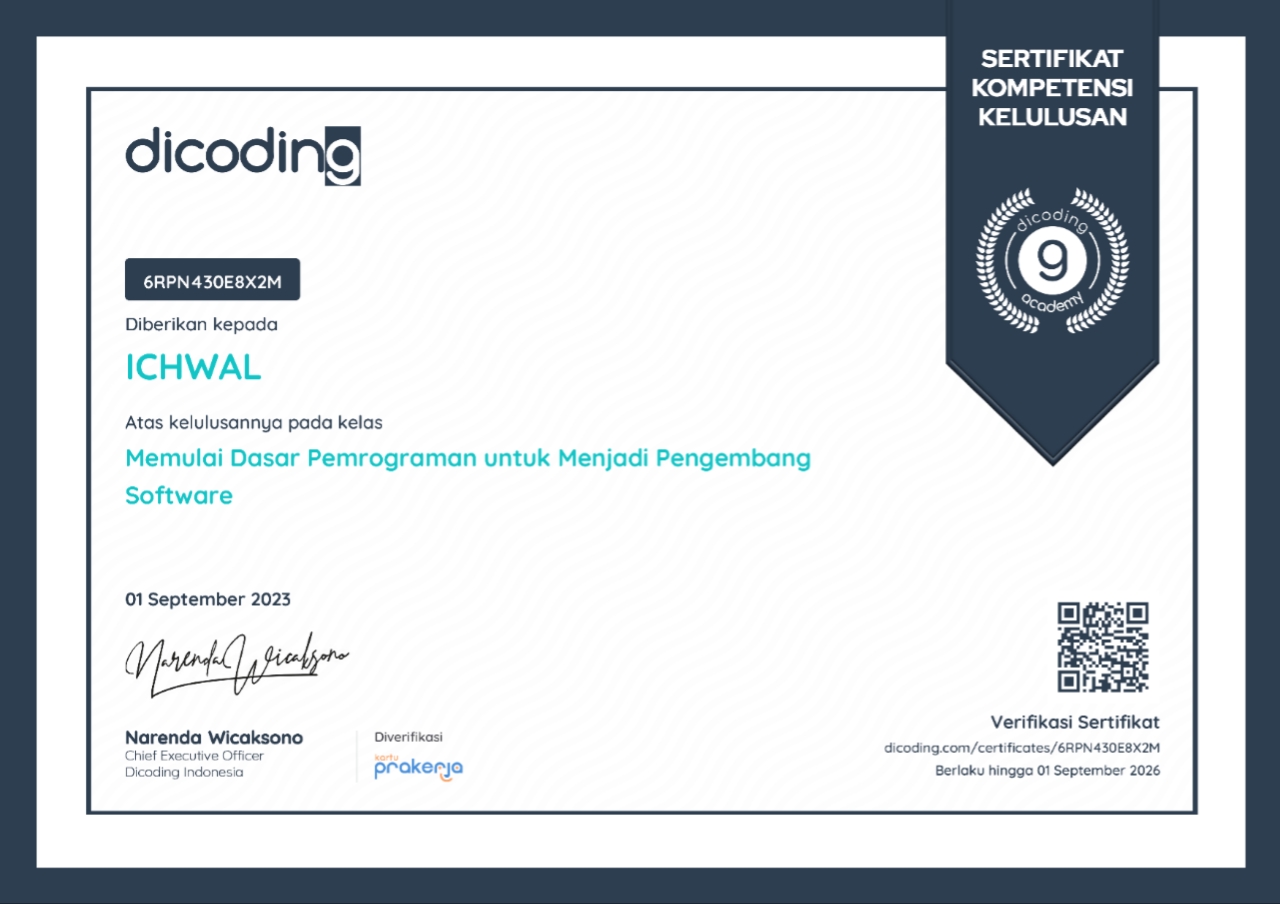 SERTIFIKAT
KOMPETENSI
KELULUSAN
dicoding
dicoding
g
academy
6RPN430E8X2M
Diberikan kepada
ICHWAL
Atas kelulusannya pada kelas
Memulai Dasar Pemrograman untuk Menjadi Pengembang
Software
01 September 2023
Narenda Wicaksono
Narenda Wicaksono
Chief Executive Officer
Dicoding Indonesia
Diverifikasi
kartu
prakerja
Verifikasi Sertifikat
dicoding.com/certificates/6RPN430E8X2M
Berlaku hingga 01 September 2026